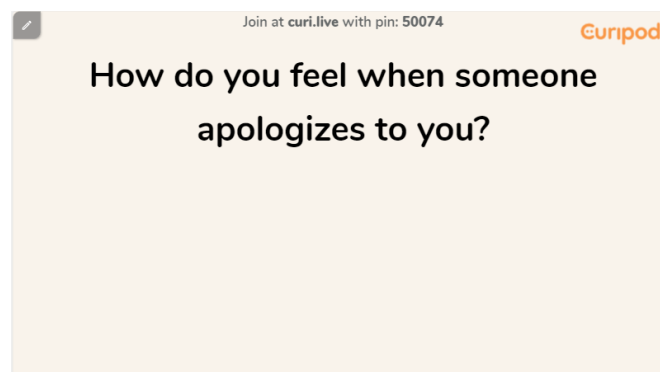 Join at curi.live with pin: 50074
Curipod
How do you feel when someone
apologizes to you?